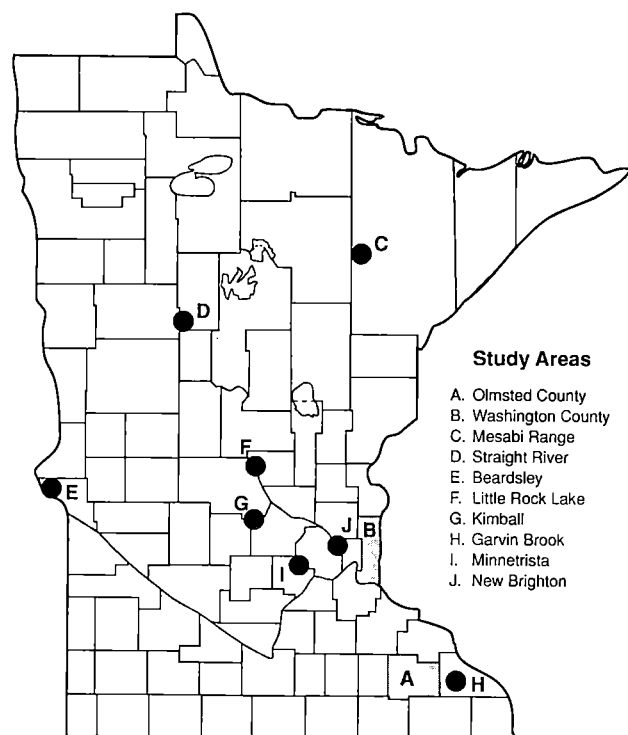 C
D
Study Areas
A. Olmsted County
B. Washington County
C. Mesabi Range
D. Straight River
E. Beardsley
F. Little Rock Lake
G. Kimball
H. Garvin Brook
I. Minnetrista
J. New Brighton
F
E
G
J
B
I
A
H